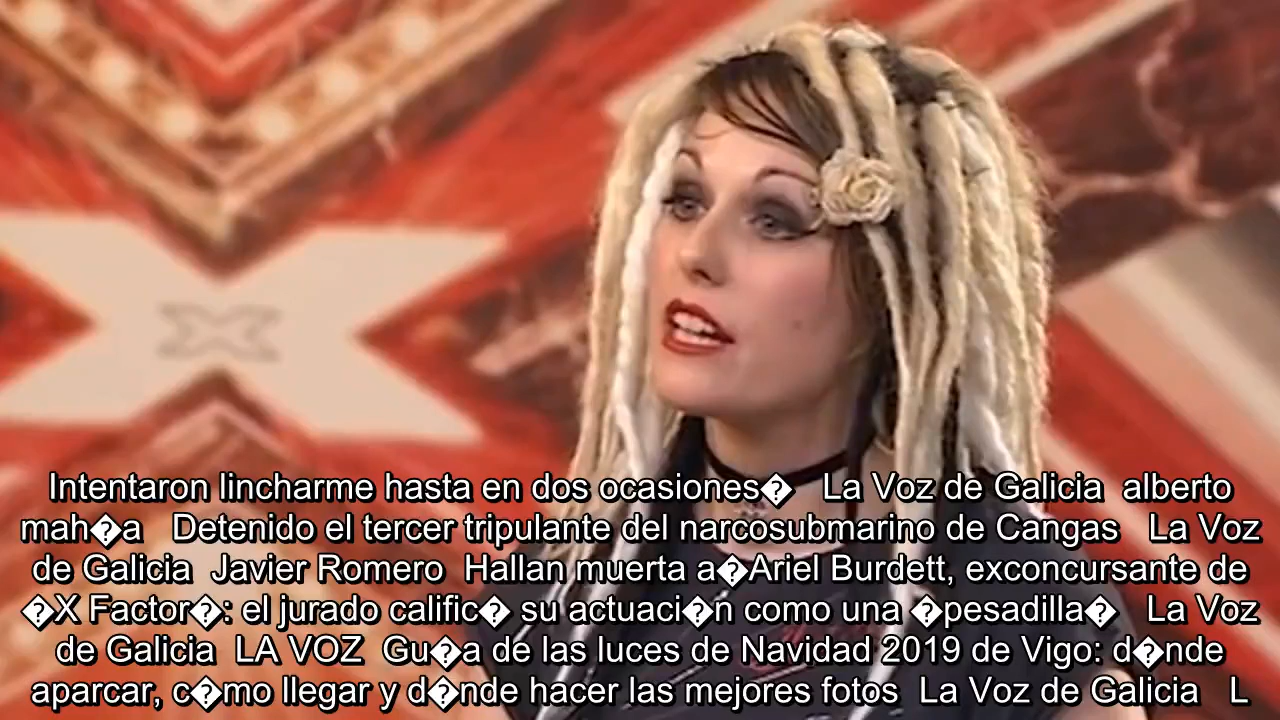 Intentaron lincharme hasta en dos ocasiones� La Voz de Galicia alberto
mah�a Detenido el tercer tripulante del narcosubmarino de Cangas La Voz
de Galicia Javier Romero Hallan muerta a�Ariel Burdett, exconcursante de
�X Factor�: el jurado calific� su actuaci�n como una �pesadilla� La Voz
de Galicia LA VOZ Gu�a de las luces de Navidad 2019 de Vigo: d�nde
aparcar, c�mo llegar y d�nde hacer las mejores fotos La Voz de Galicia L